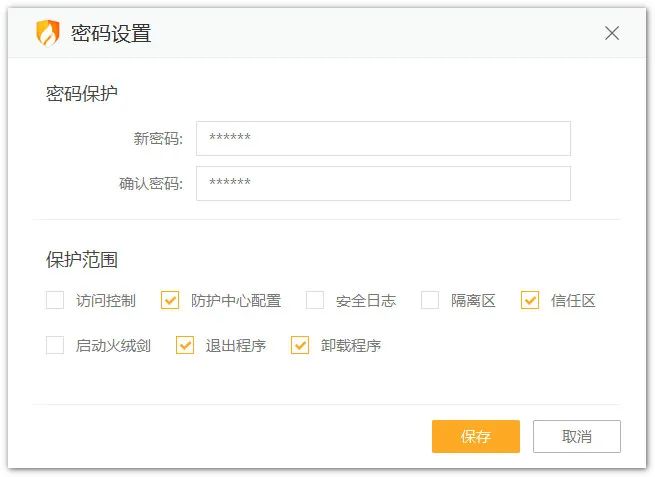 密码设置
密码保护
新密码: ******
确认密码: ******
保护范围
访问控制 防护中心配置 安全日志 隔离区 信任区
启动火绒剑 退出程序 卸载程序
保存 取消